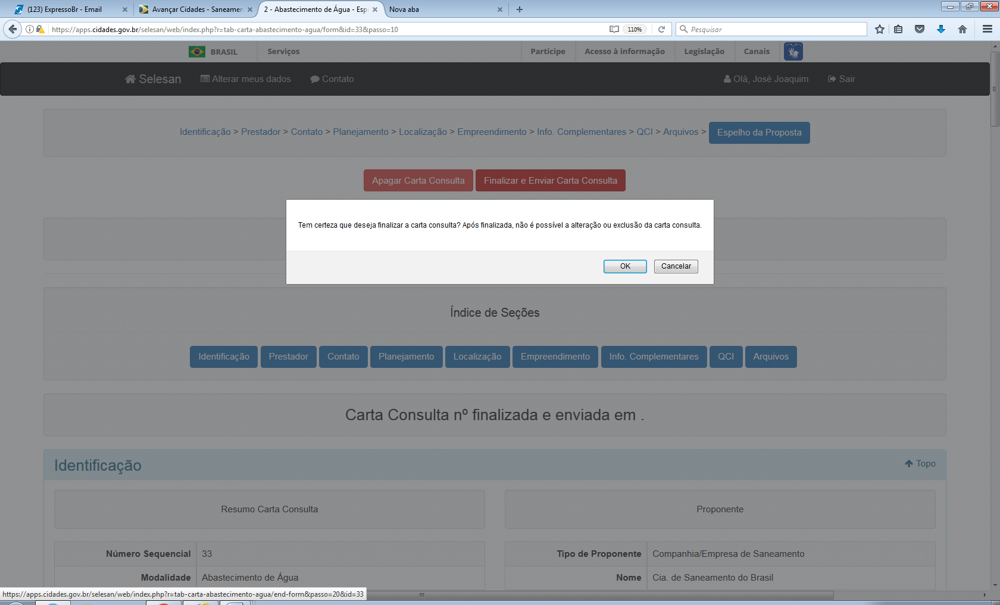 (123) ExpressoBr - Email
Avançar Cidades - Saneamen
2 - Abastecimento de Água - Esp
Nova aba
https://apps.cidades.gov.br/selesan/web/index.php?r=tab-carta-abastecimento-agua/form&id=33&passo=10
110%
Pesquisar
BRASIL
Serviços
Participe
Acesso à informação
Legislação
Canais
Selesan
Alterar meus dados
Contato
Olá, José Joaquim
Sair
Identificação > Prestador > Contato > Planejamento > Localização > Empreendimento > Info. Complementares > QCI > Arquivos > Espelho da Proposta
Apagar Carta Consulta
Finalizar e Enviar Carta Consulta
Tem certeza que deseja finalizar a carta consulta? Após finalizada, não é possível a alteração ou exclusão da carta consulta.
OK
Cancelar
Índice de Seções
Identificação
Prestador
Contato
Planejamento
Localização
Empreendimento
Info. Complementares
QCI
Arquivos
Carta Consulta nº finalizada e enviada em .
Identificação
Topo
Resumo Carta Consulta
Proponente
Número Sequencial
33
Tipo de Proponente
Companhia/Empresa de Saneamento
Modalidade
Abastecimento de Água
Nome
Cia. de Saneamento do Brasil
https://apps.cidades.gov.br/selesan/web/index.php?r=tab-carta-abastecimento-agua/end-form&passo=20&id=33